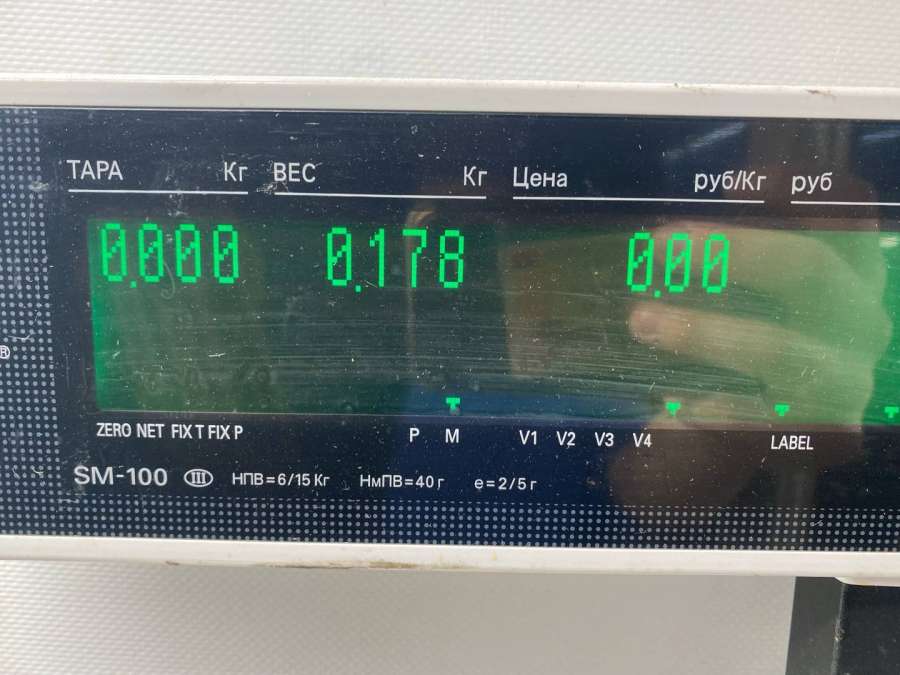 ТАРА Кг ВЕС Кг Цена руб/Кг руб
0.000 0.178 0.00
®
ZERO NET FIX T FIX P P M V1 V2 V3 V4 LABEL
SM-100 III НПВ=6/15 Кг НмПВ=40 г e=2/5 г